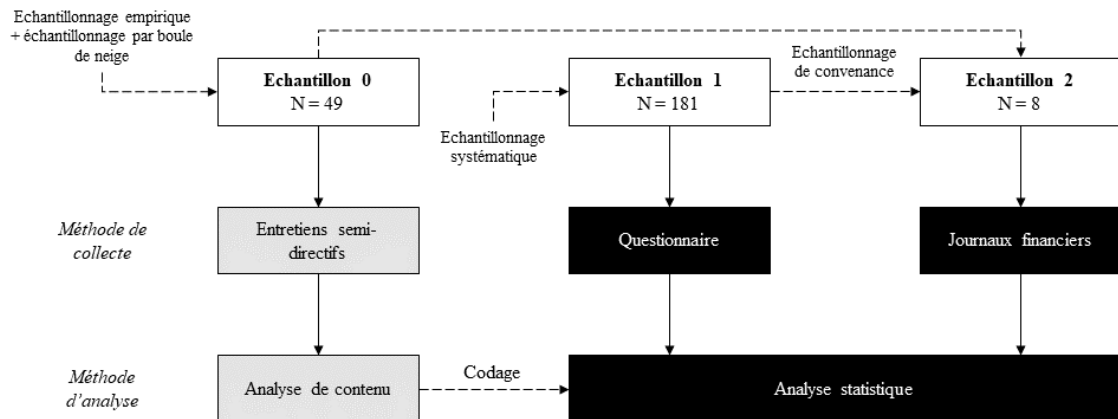 Echantillonnage empirique
+ échantillonnage par boule
de neige
Echantillon 0
N = 49
Echantillonnage
systématique
Echantillon 1
N = 181
Echantillonnage
de convenance
Echantillon 2
N = 8
Méthode de
collecte
Entretiens semi-
directifs
Questionnaire
Journaux financiers
Méthode
d'analyse
Analyse de contenu
Codage
Analyse statistique